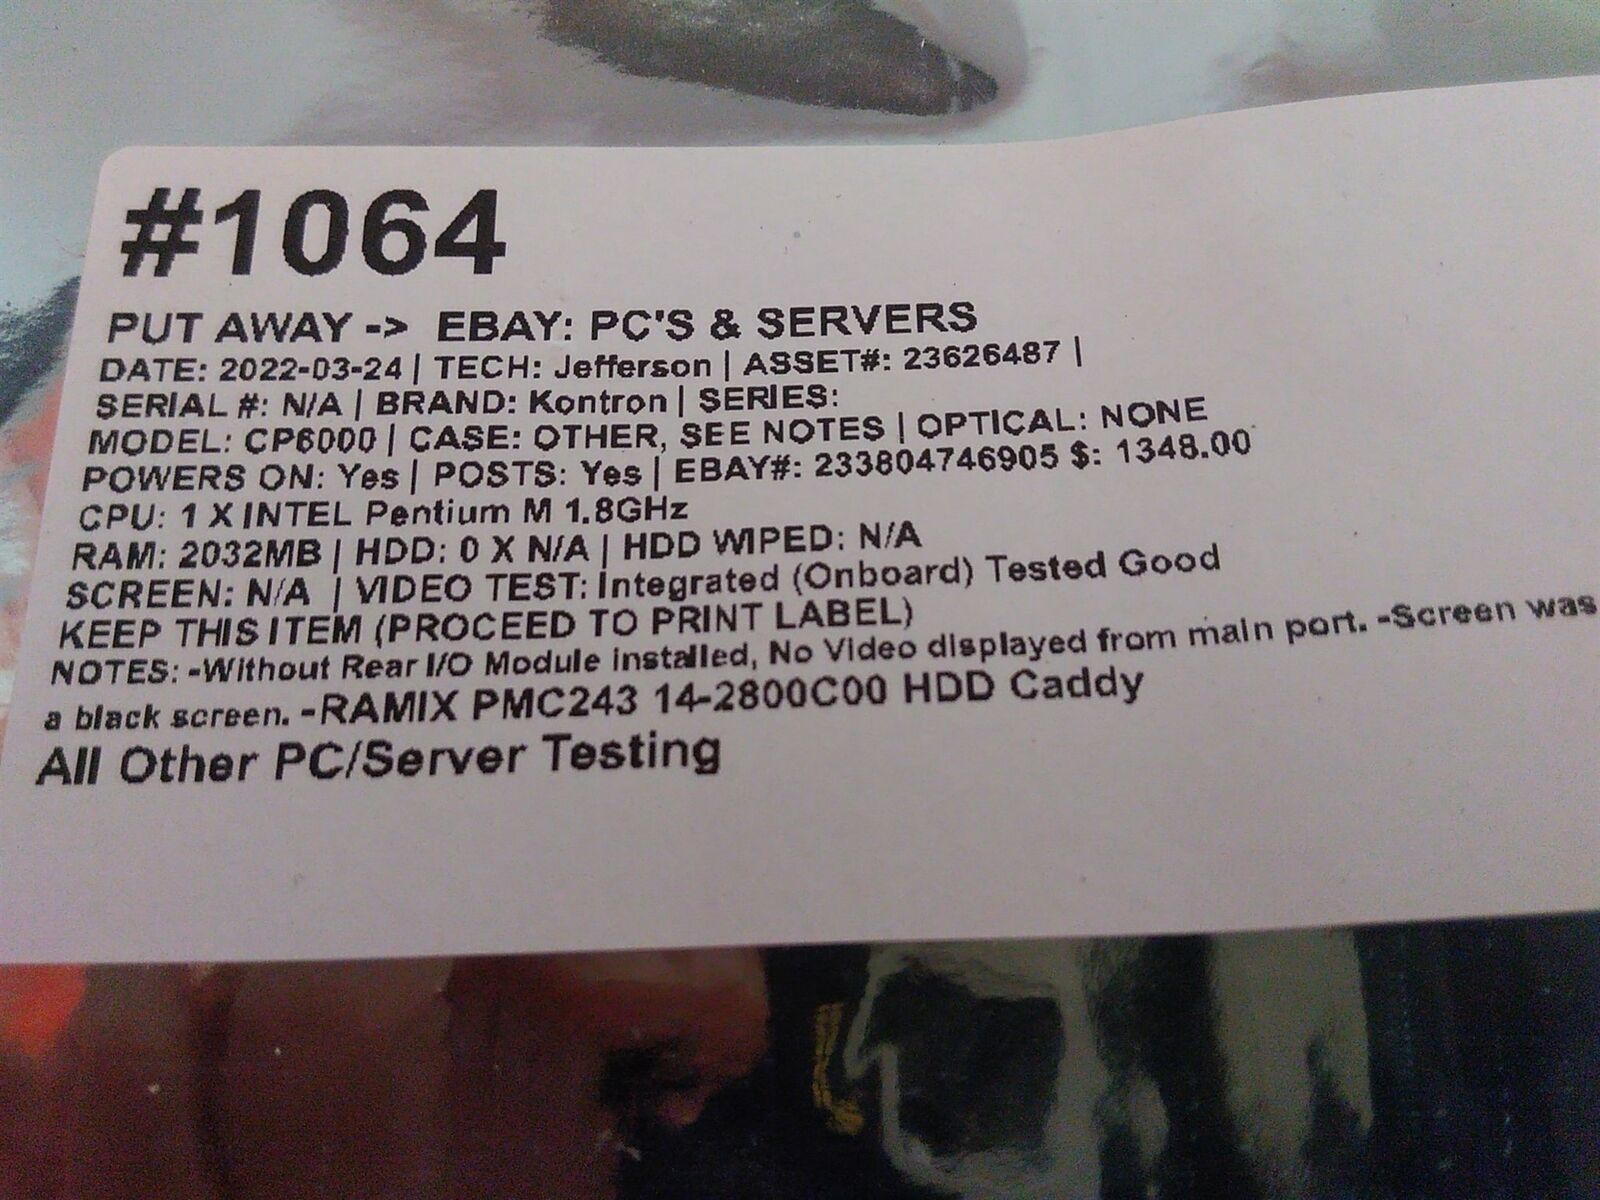 #1064
PUT AWAY -> EBAY: PC'S & SERVERS
DATE: 2022-03-24 | TECH: Jefferson | ASSET#: 23626487 |
SERIAL #: N/A | BRAND: Kontron | SERIES:
MODEL: CP6000 | CASE: OTHER, SEE NOTES | OPTICAL: NONE
POWERS ON: Yes | POSTS: Yes | EBAY#: 233804746905 $: 1348.00
CPU: 1 X INTEL Pentium M 1.8GHz
RAM: 2032MB | HDD: 0 X N/A | HDD WIPED: N/A
SCREEN: N/A | VIDEO TEST: Integrated (Onboard) Tested Good
KEEP THIS ITEM (PROCEED TO PRINT LABEL)
NOTES: -Without Rear I/O Module installed, No Video displayed from main port. -Screen was
a black screen. -RAMIX PMC243 14-2800C00 HDD Caddy
All Other PC/Server Testing